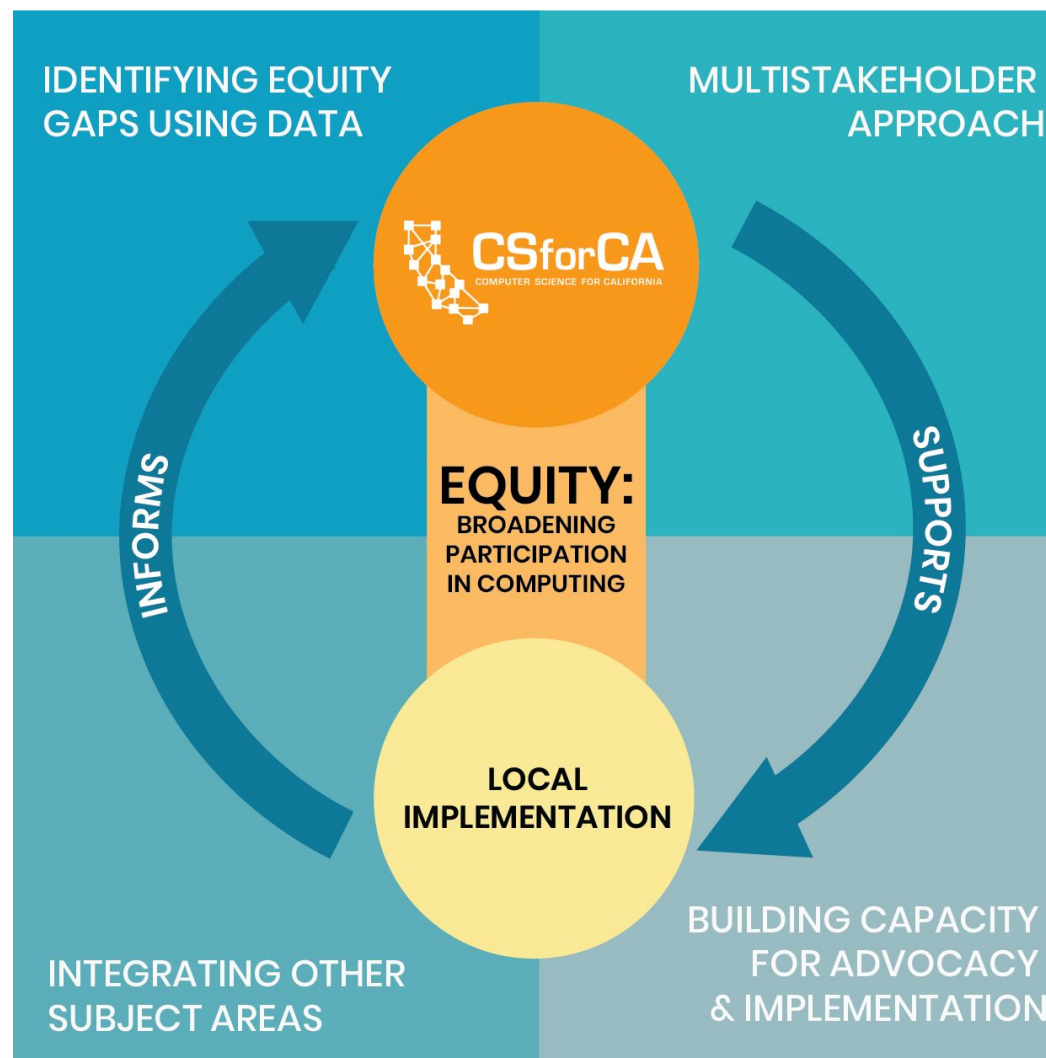 IDENTIFYING EQUITY
GAPS USING DATA
MULTISTAKEHOLDER
APPROACH
CSforCA
COMPUTER SCIENCE FOR CALIFORNIA
INFORMS
SUPPORTS
EQUITY:
BROADENING
PARTICIPATION
IN COMPUTING
LOCAL
IMPLEMENTATION
INTEGRATING OTHER
SUBJECT AREAS
BUILDING CAPACITY
FOR ADVOCACY
& IMPLEMENTATION